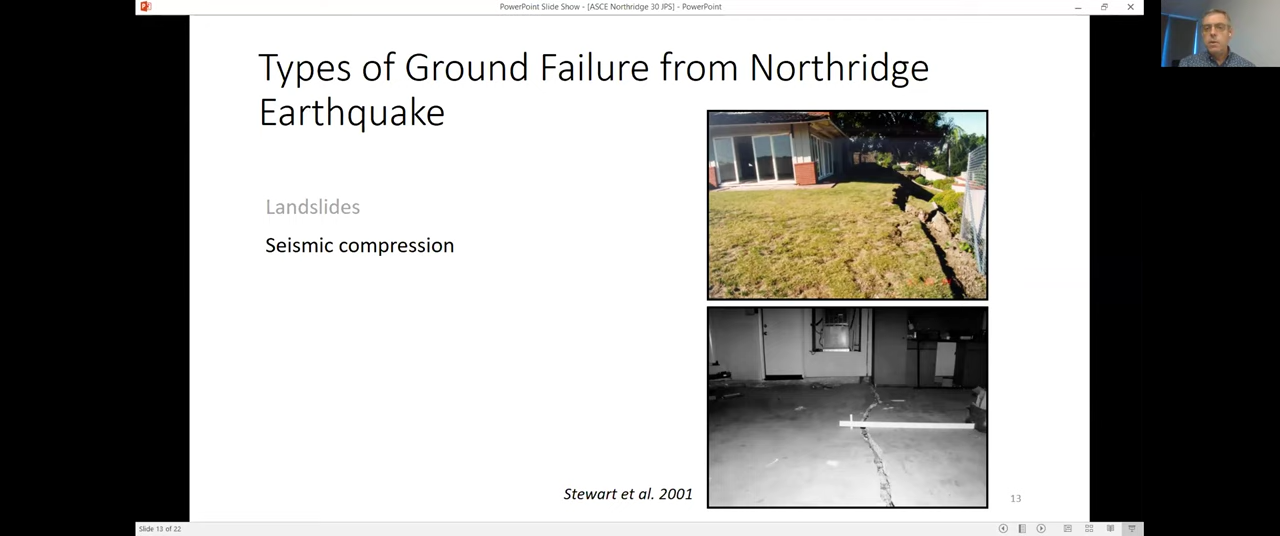 PowerPoint Slide Show - [ASCE Northridge 30 JPS] - PowerPoint
Types of Ground Failure from Northridge
Earthquake
Landslides
Seismic compression
Stewart et al. 2001
13
Slide 13 of 22